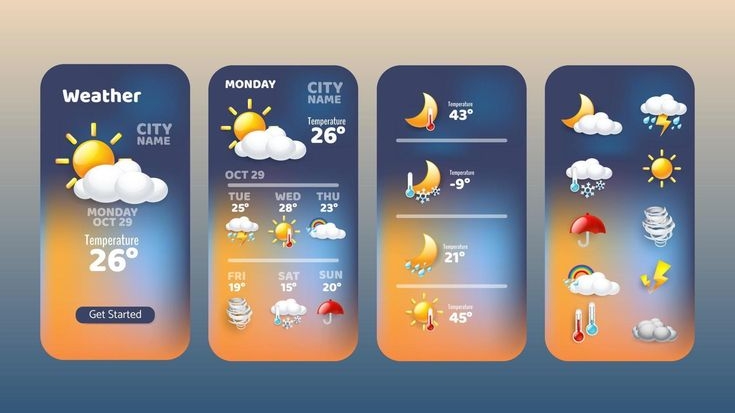 Weather
CITY
NAME
MONDAY
OCT 29
Temperature
26°
Get Started
MONDAY
CITY
NAME
Temperature
26°
OCT 29
TUE WED THU
25° 28° 23°
FRI SAT SUN
19° 15° 20°
Temperature
43°
Temperature
-9°
Temperature
21°
Temperature
45°